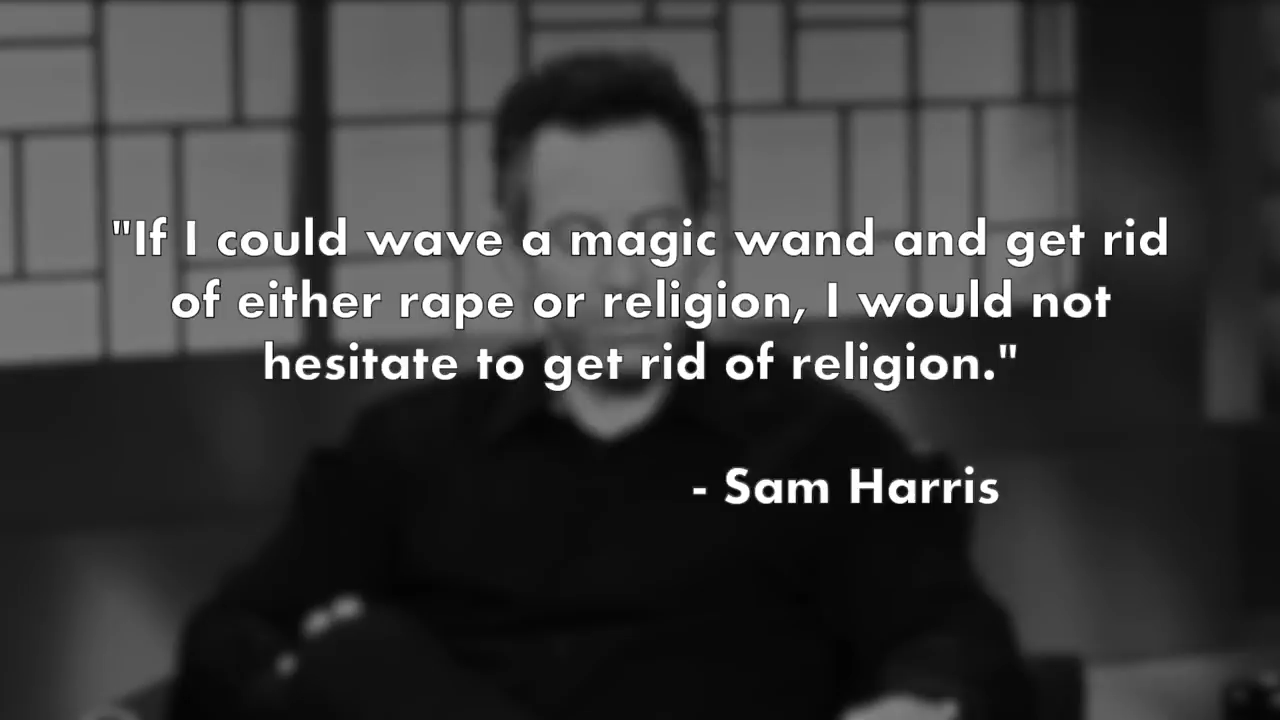 "If I could wave a magic wand and get rid
of either rape or religion, I would not
hesitate to get rid of religion."
- Sam Harris